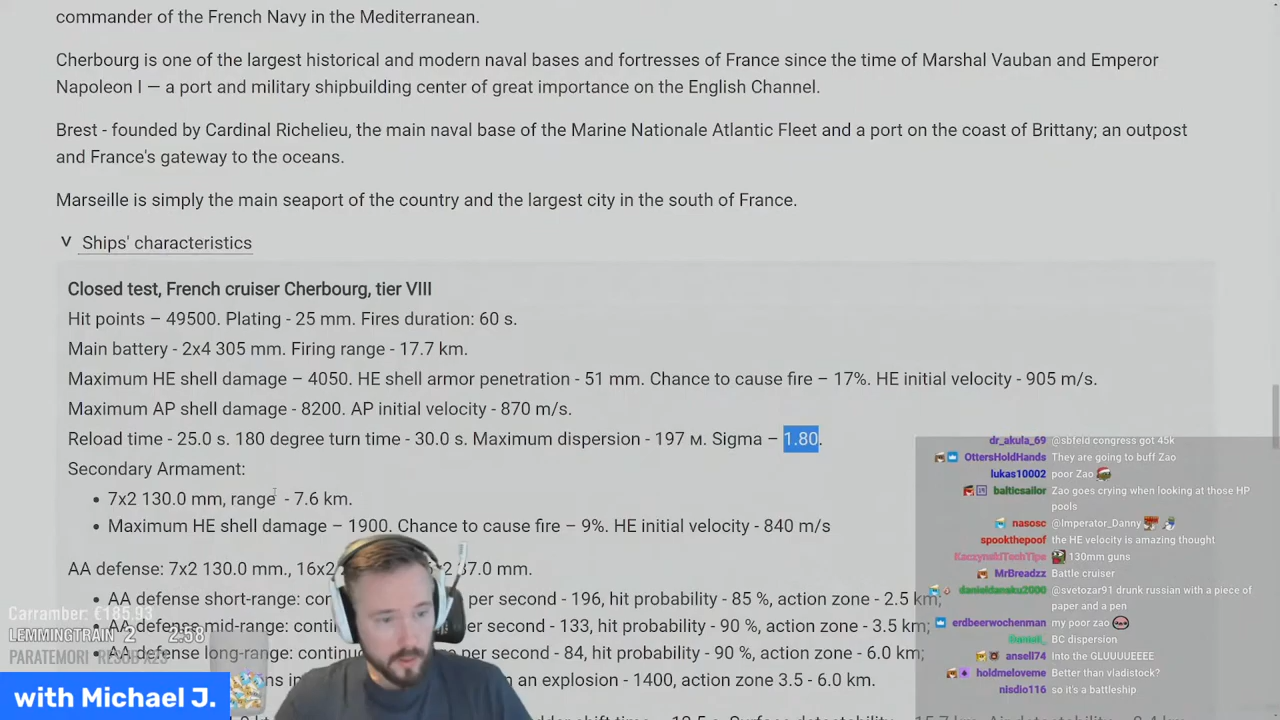 commander of the French Navy in the Mediterranean.
Cherbourg is one of the largest historical and modern naval bases and fortresses of France since the time of Marshal Vauban and Emperor
Napoleon I — a port and military shipbuilding center of great importance on the English Channel.
Brest - founded by Cardinal Richelieu, the main naval base of the Marine Nationale Atlantic Fleet and a port on the coast of Brittany; an outpost
and France's gateway to the oceans.
Marseille is simply the main seaport of the country and the largest city in the south of France.
Ships' characteristics
Closed test, French cruiser Cherbourg, tier VIII
Hit points – 49500. Plating - 25 mm. Fires duration: 60 s.
Main battery - 2x4 305 mm. Firing range - 17.7 km.
Maximum HE shell damage – 4050. HE shell armor penetration - 51 mm. Chance to cause fire – 17%. HE initial velocity - 905 m/s.
Maximum AP shell damage - 8200. AP initial velocity - 870 m/s.
Reload time - 25.0 s. 180 degree turn time - 30.0 s. Maximum dispersion - 197 м. Sigma – 1.80.
Secondary Armament:
• 7x2 130.0 mm, range - 7.6 km.
• Maximum HE shell damage – 1900. Chance to cause fire – 9%. HE initial velocity - 840 m/s
AA defense: 7x2 130.0 mm., 16x2 37.0 mm.
• AA defense short-range: per second - 196, hit probability - 85 %, action zone - 2.5 km;
AA defense mid-range: conti per second - 133, hit probability - 90 %, action zone - 3.5 km;
AA defense long-range: continu per second - 84, hit probability - 90 %, action zone - 6.0 km;
an explosion - 1400, action zone 3.5 - 6.0 km.
dr_akula_69 @sbfeld congress got 45k
OttersHoldHands They are going to buff Zao
lukas10002 poor Zao
balticsailor Zao goes crying when looking at those HP
pools
nasosc @Imperator_Danny
spookthepoof the HE velocity is amazing thought
KaczynskiTechTips 130mm guns
MrBreadzz Battle cruiser
danieldansku2000 @svetozar91 drunk russian with a piece of
paper and a pen
erdbeerwochenman my poor zao
BC dispersion
ansell74 Into the GLUUUUEEEE
holdmeloveme Better than vladistock?
nisdio116 so it's a battleship
Carramber: €185.93
LEMMINGTRAIN 2 2:58
PARATEMORI
with Michael J.